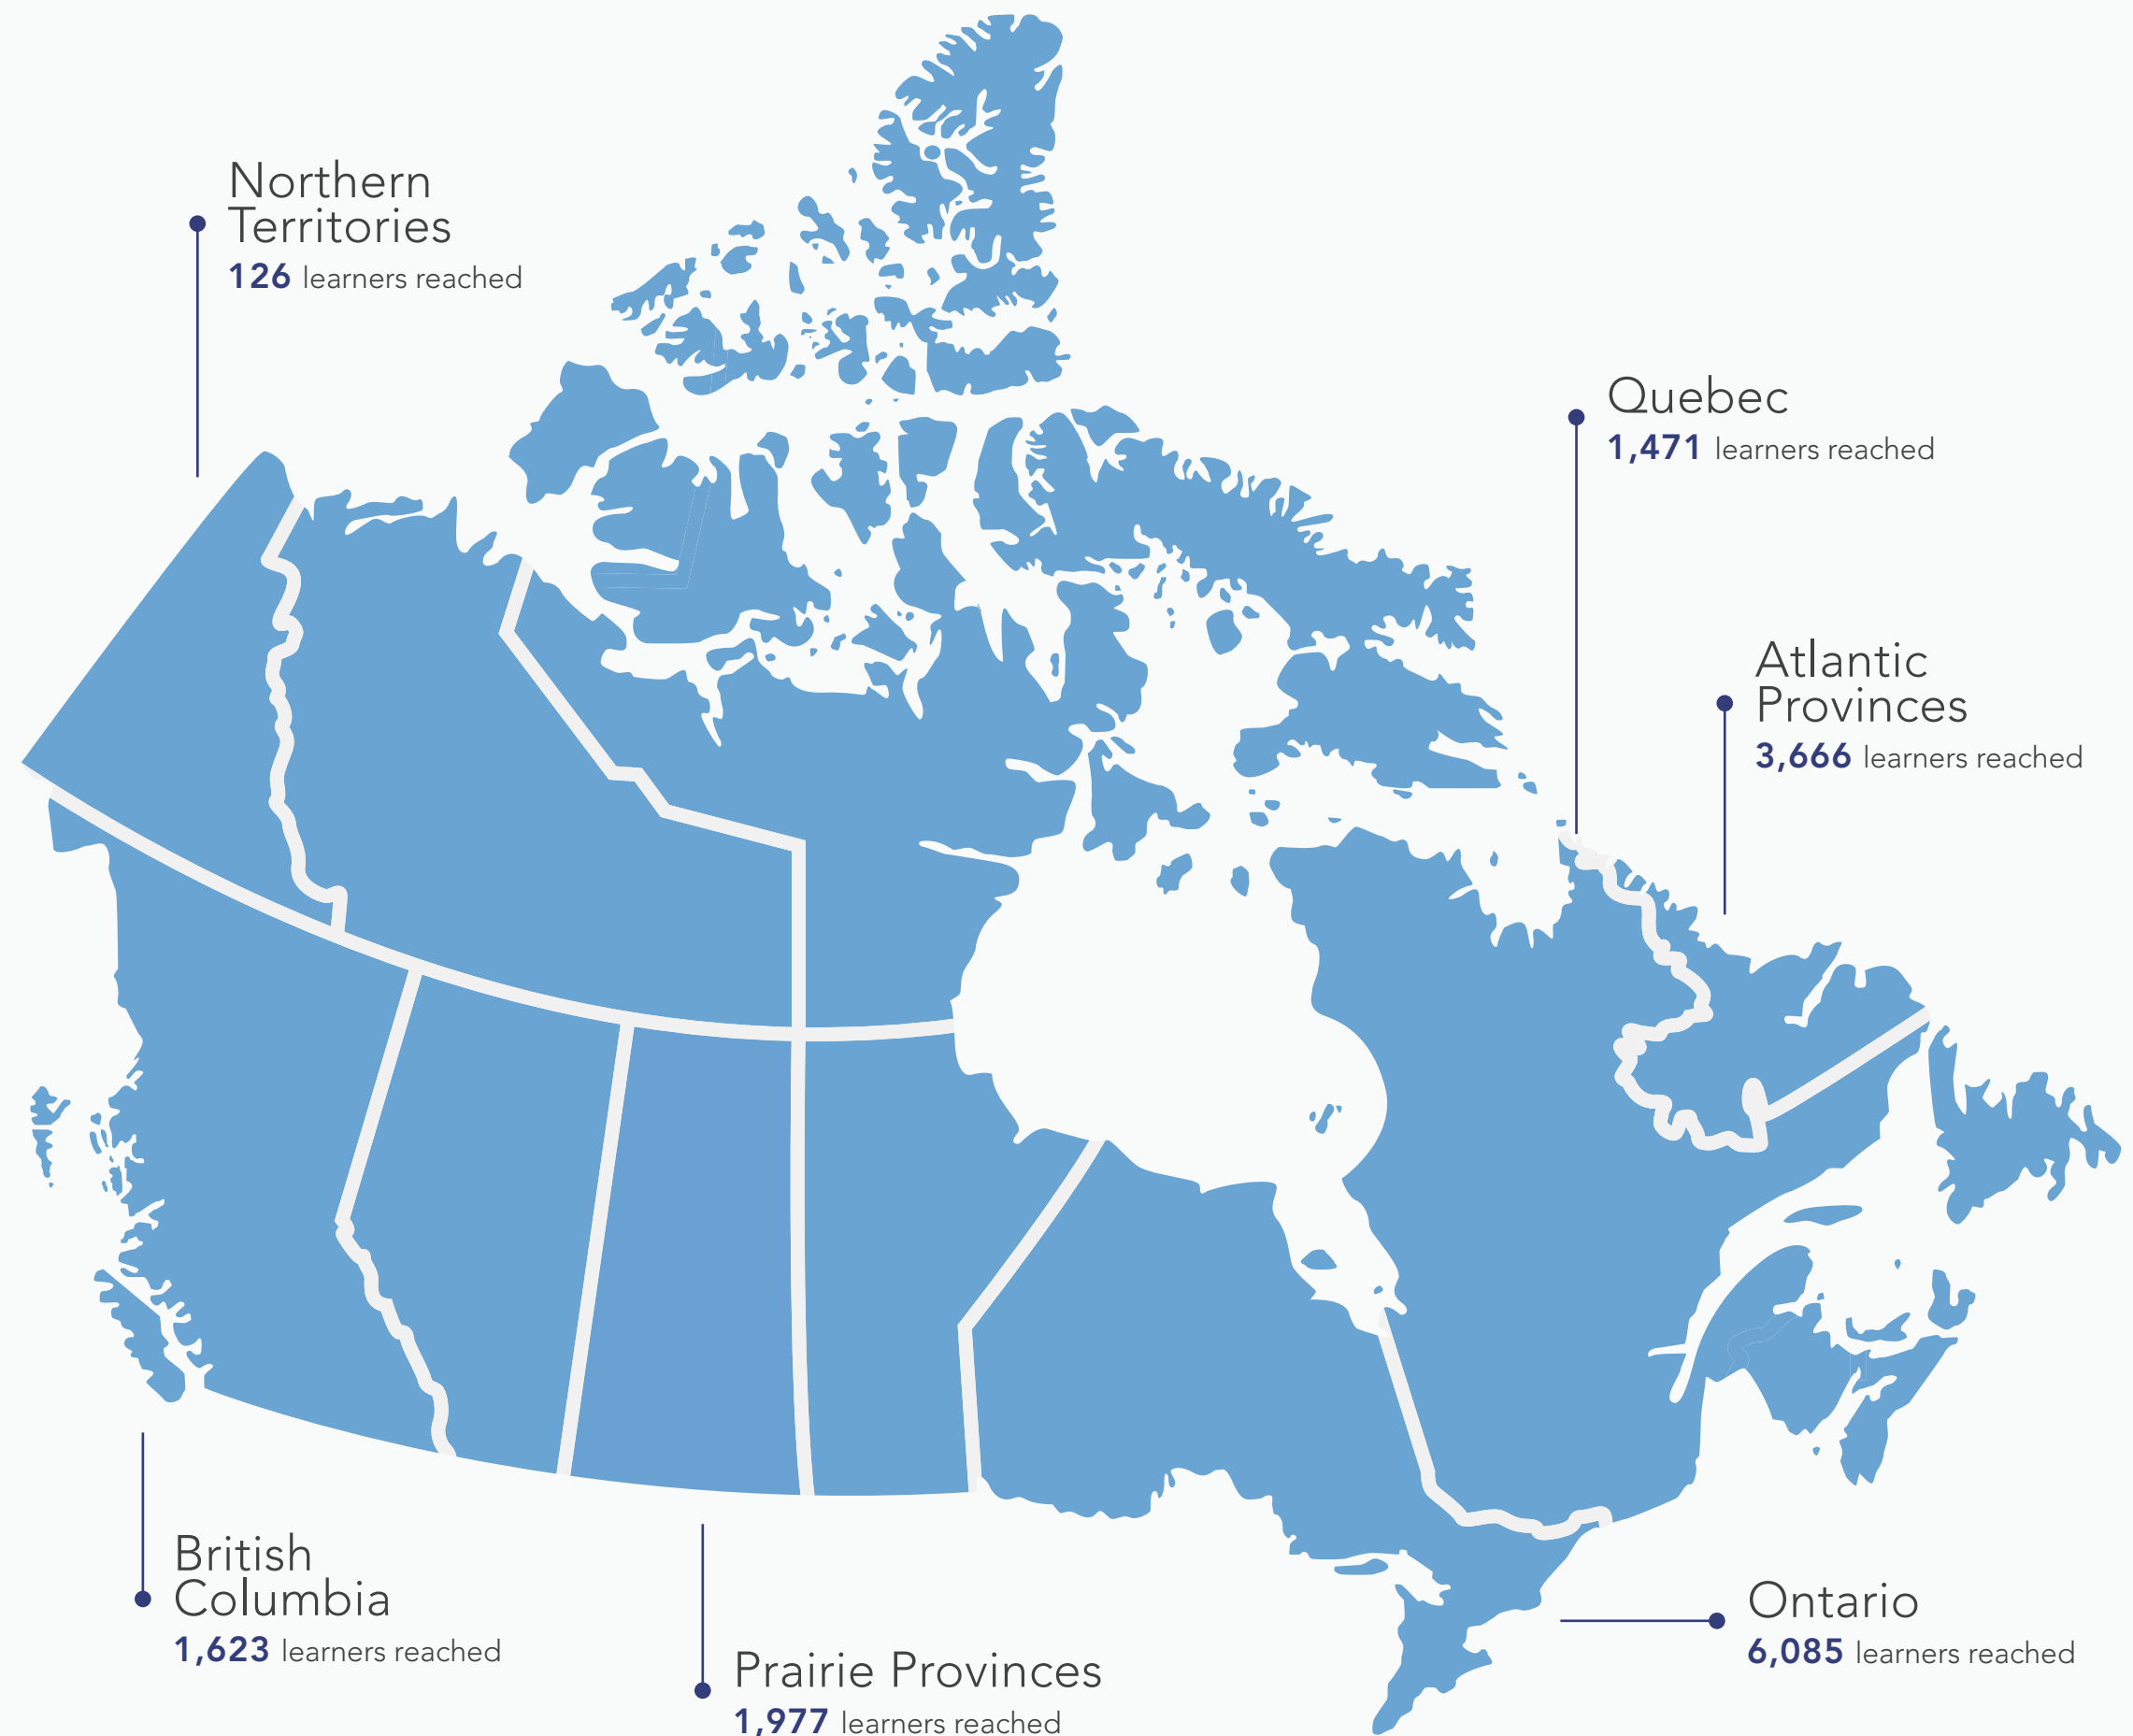 Northern
Territories
126 learners reached
Quebec
1,471 learners reached
Atlantic
Provinces
3,666 learners reached
British
Columbia
1,623 learners reached
Prairie Provinces
1,977 learners reached
Ontario
6,085 learners reached